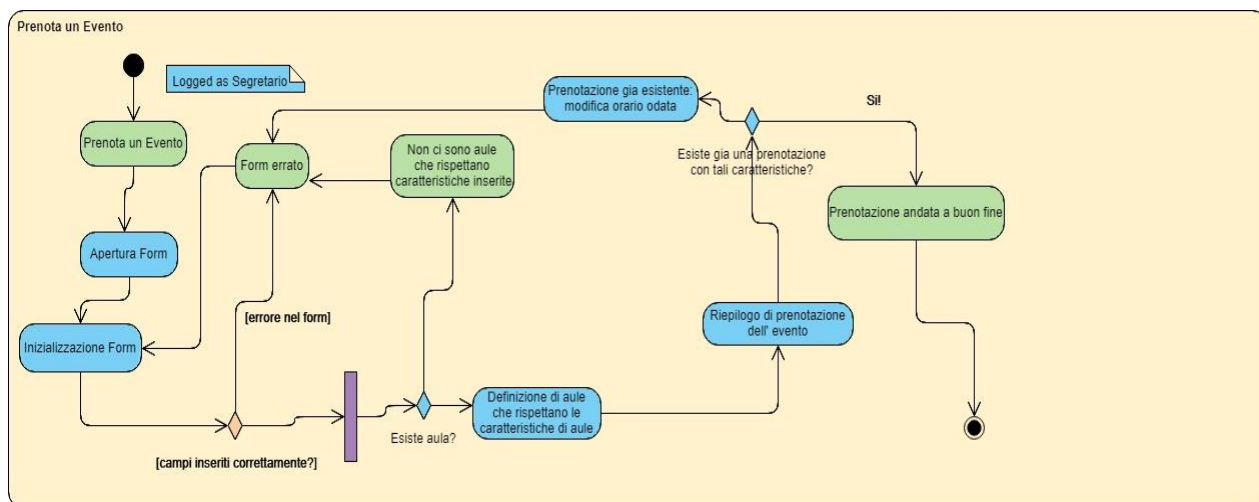 Prenota un Evento
Logged as Segretario
Prenota un Evento
Apertura Form
Inizializzazione Form
Form errato
[errore nel form]
[campi inseriti correttamente?]
Non ci sono aule
che rispettano
caratteristiche inserite
Esiste aula?
Definizione di aule
che rispettano le
caratteristiche di aule
Riepilogo di prenotazione
dell' evento
Esiste gia una prenotazione
con tali caratteristiche?
Prenotazione gia esistente:
modifica orario odata
Si!
Prenotazione andata a buon fine